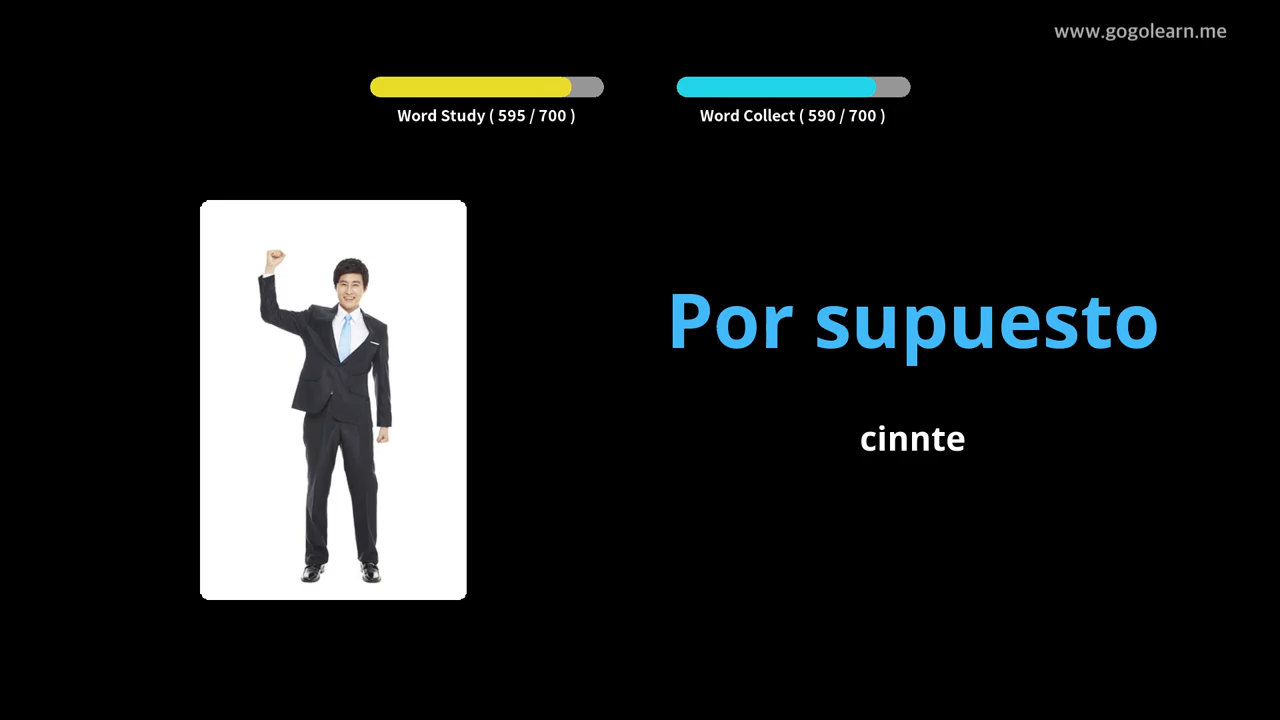 www.gogolearn.me
Word Study ( 595 / 700 )
Word Collect ( 590 / 700 )
Por supuesto
cinnte